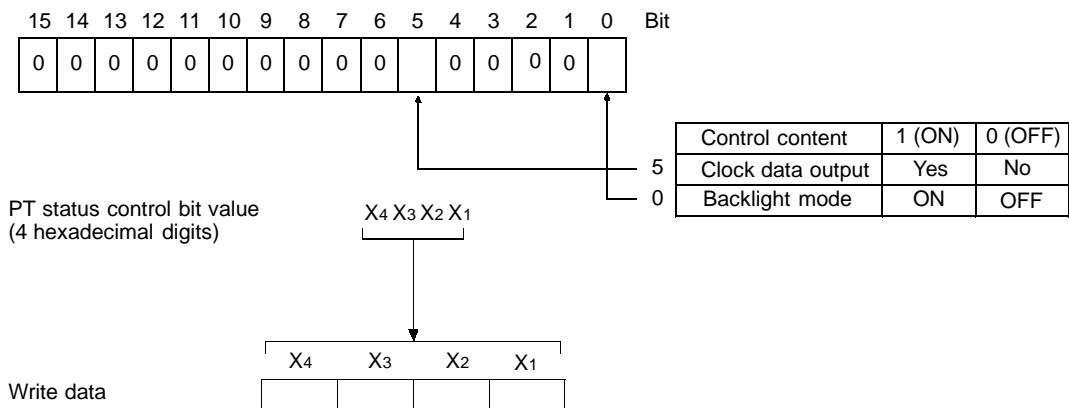 15 14 13 12 11 10 9 8 7 6 5 4 3 2 1 0 Bit
0 0 0 0 0 0 0 0 0 0 0 0 0 0
Control content 1 (ON) 0 (OFF)
5 Clock data output Yes No
0 Backlight mode ON OFF
PT status control bit value X4 X3 X2 X1
(4 hexadecimal digits)
X4 X3 X2 X1
Write data